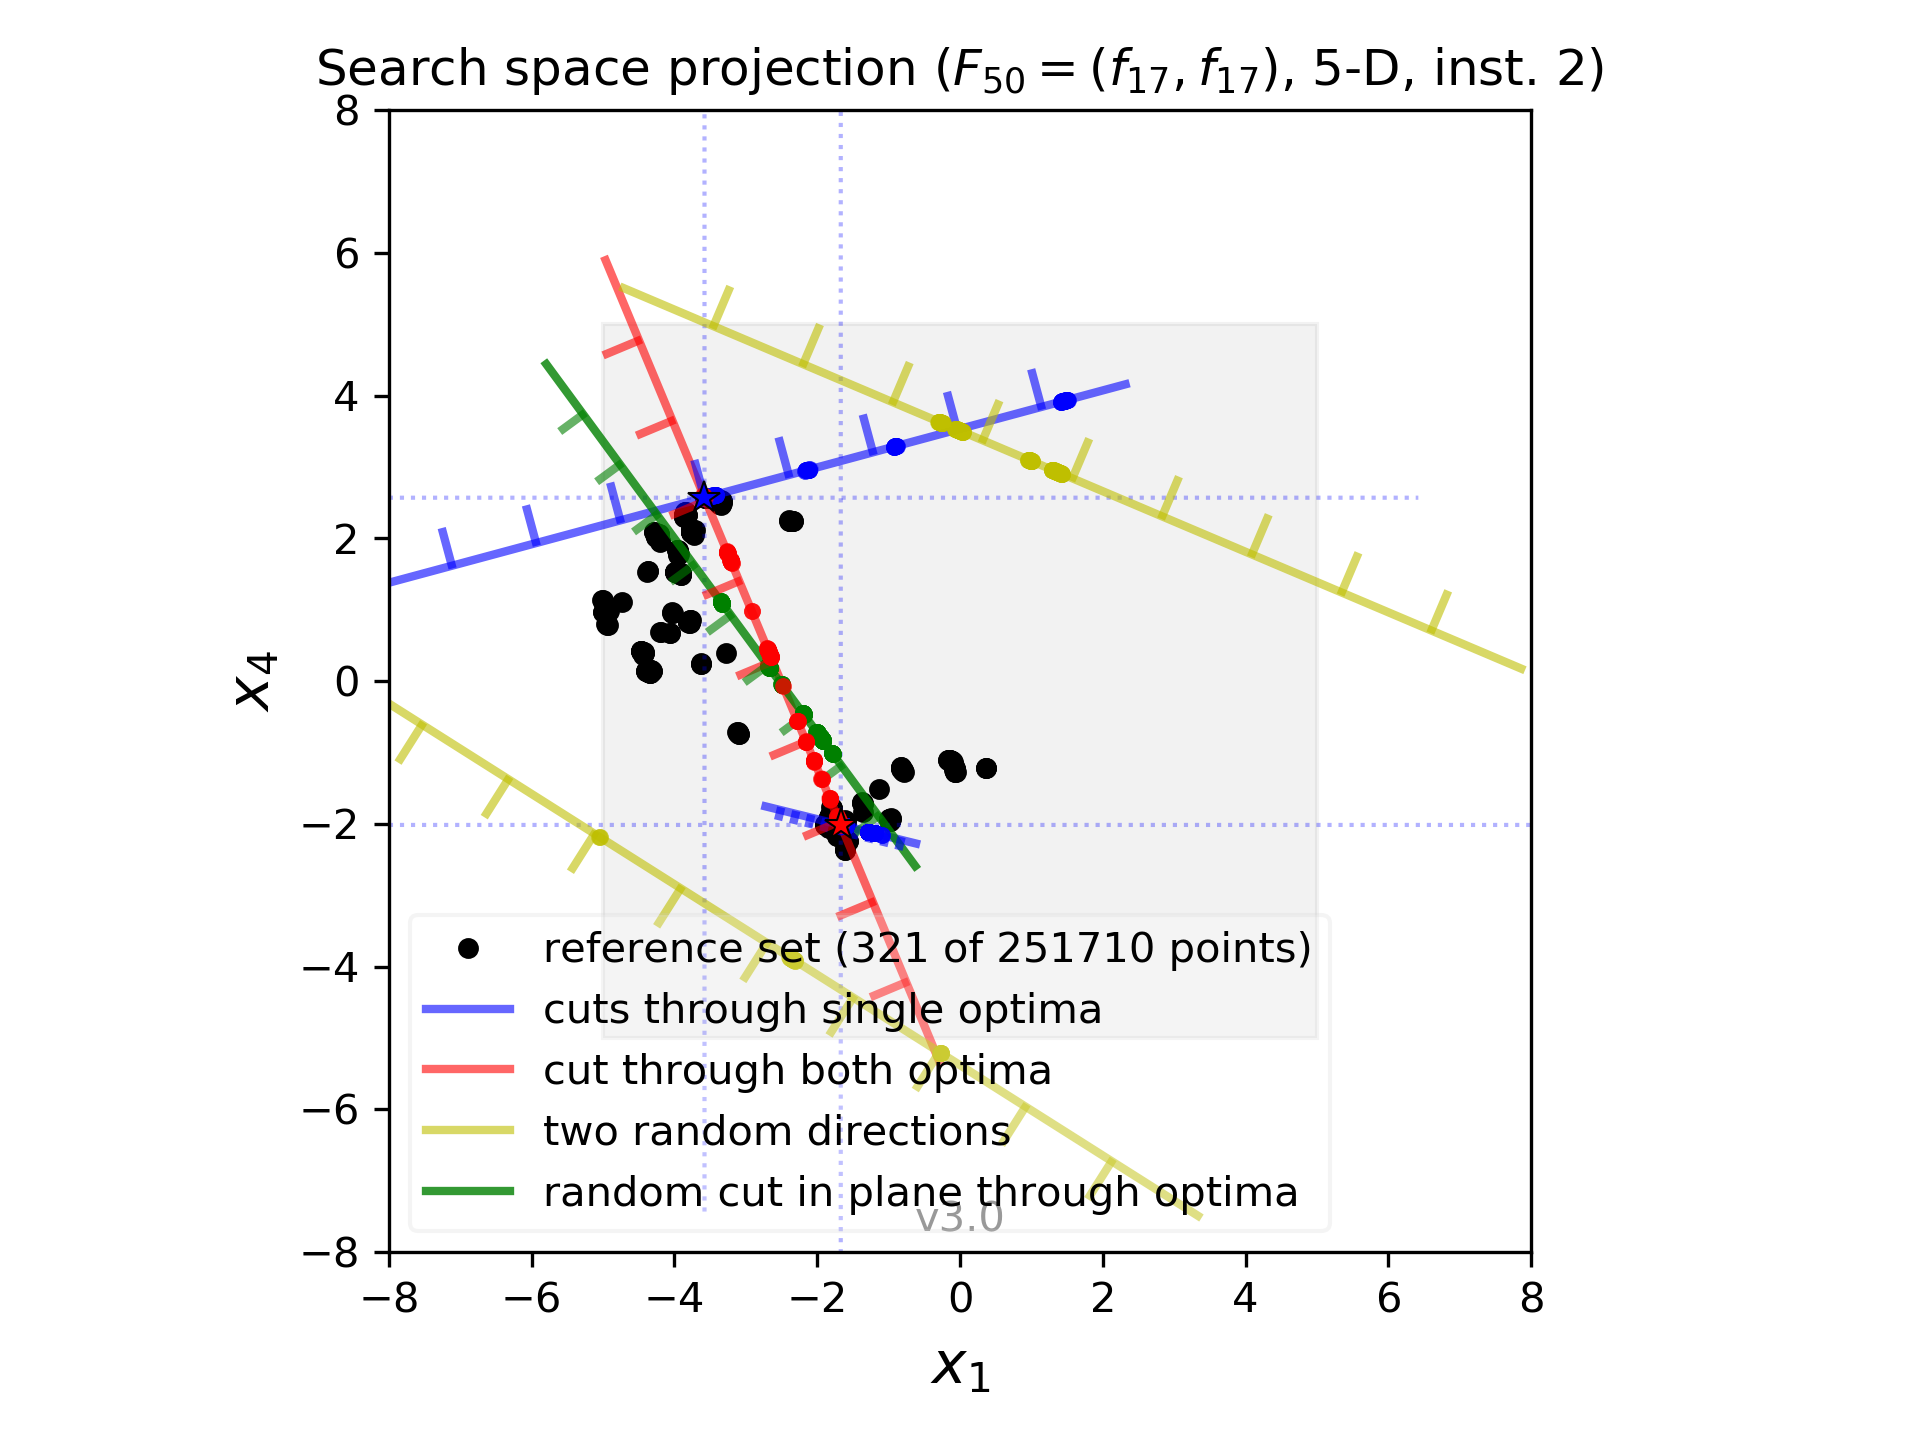 Search space projection (F50 = (f17, f17), 5-D, inst. 2)
8
6
4
2
0
−2
−4
−6
−8
x4
reference set (321 of 251710 points)
cuts through single optima
cut through both optima
two random directions
random cut in plane through optima
v3.0
−8 −6 −4 −2 0 2 4 6 8
x1